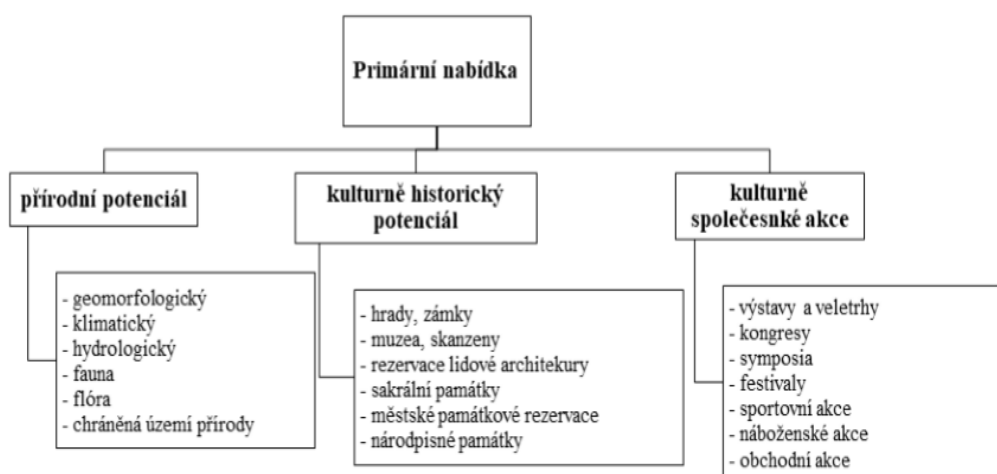 Primární nabídka
přírodní potenciál
kulturně historický
potenciál
kulturně
společesnké akce
- geomorfologický
- klimatický
- hydrologický
- fauna
- flóra
- chráněná území přírody
- hrady, zámky
- muzea, skanzeny
- rezervace lidové architekury
- sakrální památky
- městské památkové rezervace
- národpisné památky
- výstavy a veletrhy
- kongresy
- symposia
- festivaly
- sportovní akce
- náboženské akce
- obchodní akce